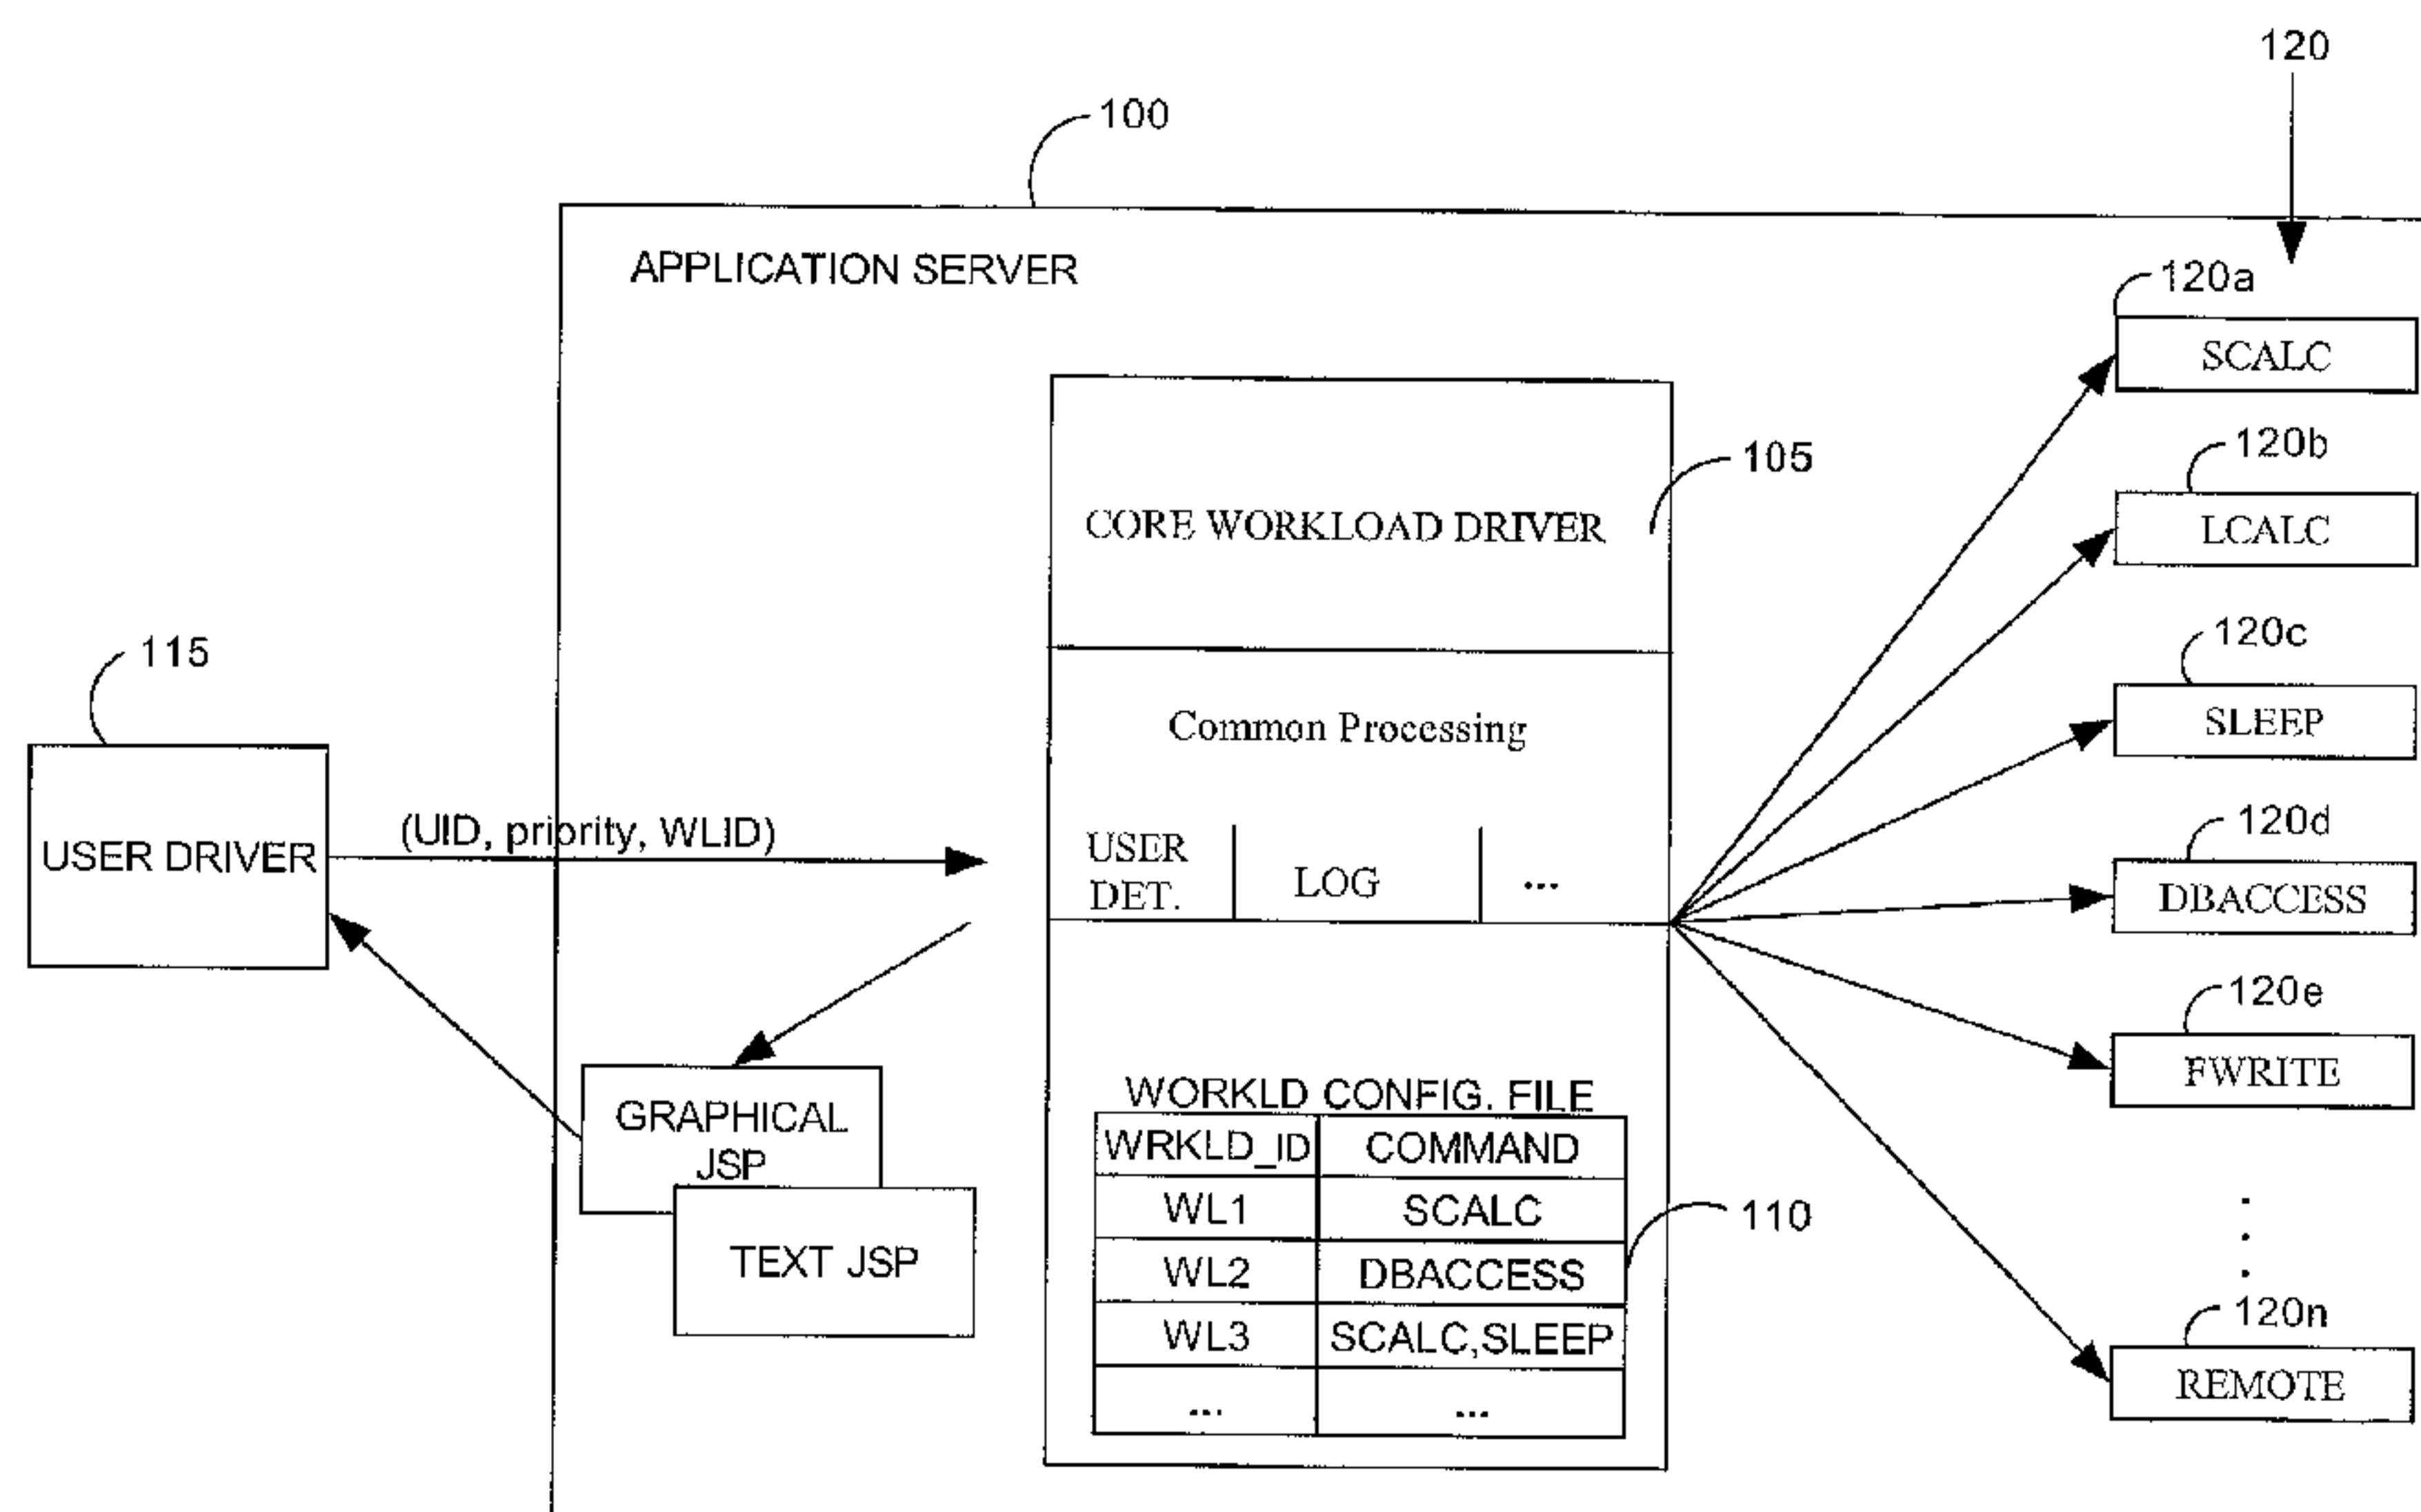 120
100
APPLICATION SERVER
120a
SCALC
120b
LCALC
105
CORE WORKLOAD DRIVER
120c
SLEEP
115
Common Processing
USER DRIVER
(UID, priority, WLID)
USER
DET.
LOG
...
120d
DBACCESS
120e
FWRITE
GRAPHICAL
JSP
TEXT JSP
WORKLD CONFIG. FILE
WRKLD_ID COMMAND
WL1 SCALC
WL2 DBACCESS
WL3 SCALC,SLEEP
... ...
110
120n
REMOTE